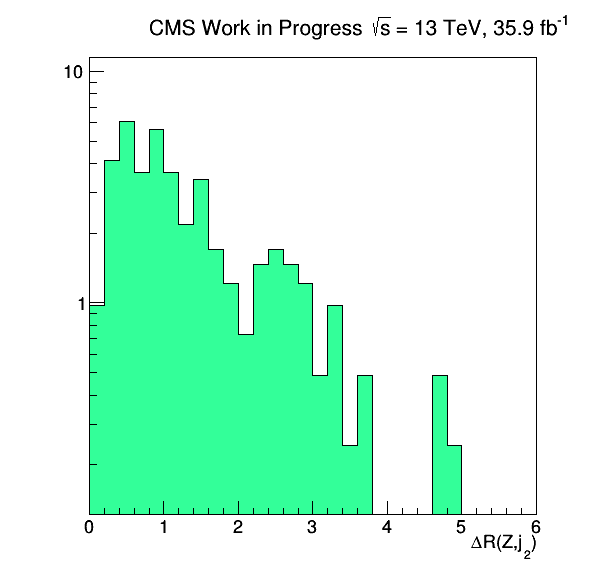 CMS Work in Progress √s = 13 TeV, 35.9 fb⁻¹
10
1
0 1 2 3 4 5 6
ΔR(Z,j₂)